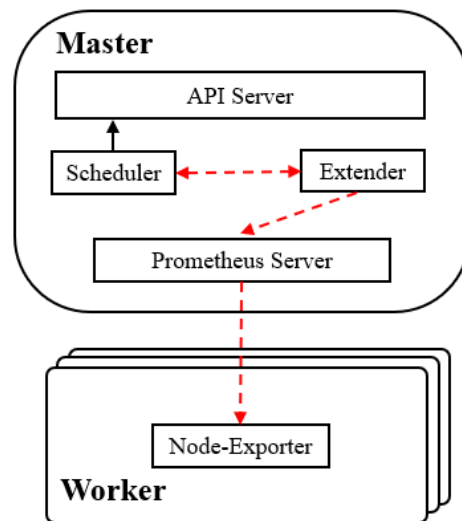 Master
API Server
Scheduler
Extender
Prometheus Server
Node-Exporter
Worker